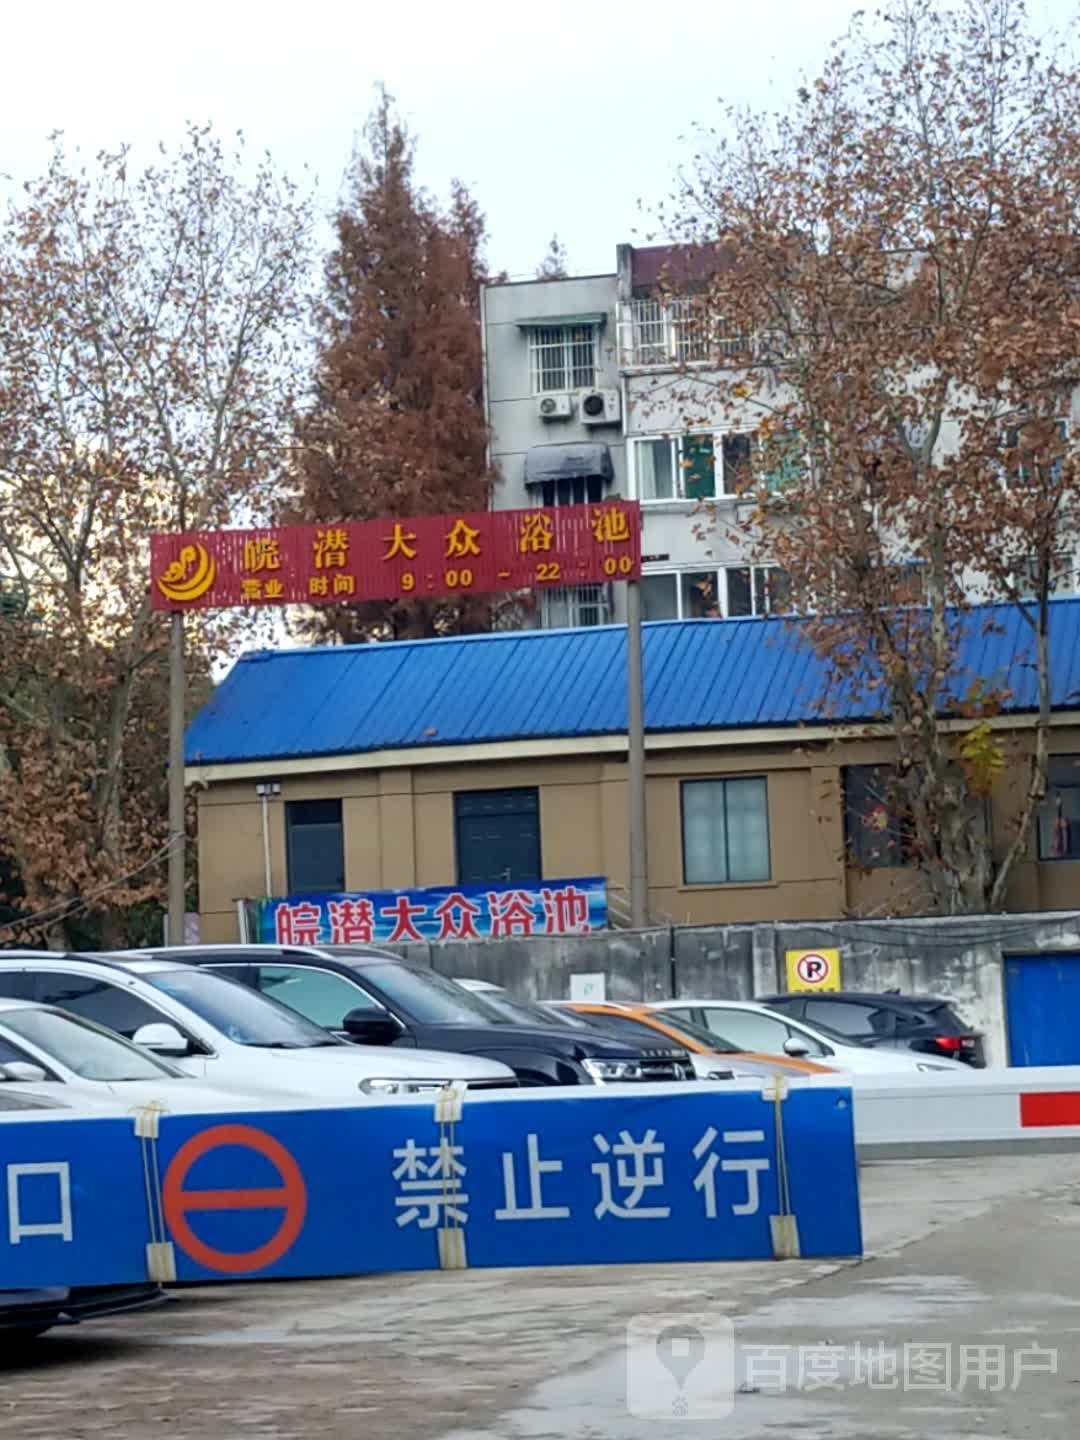 皖潜大众浴池
营业时间 9:00 - 22:00
皖潜大众浴池
P
口 禁止逆行
百度地图用户